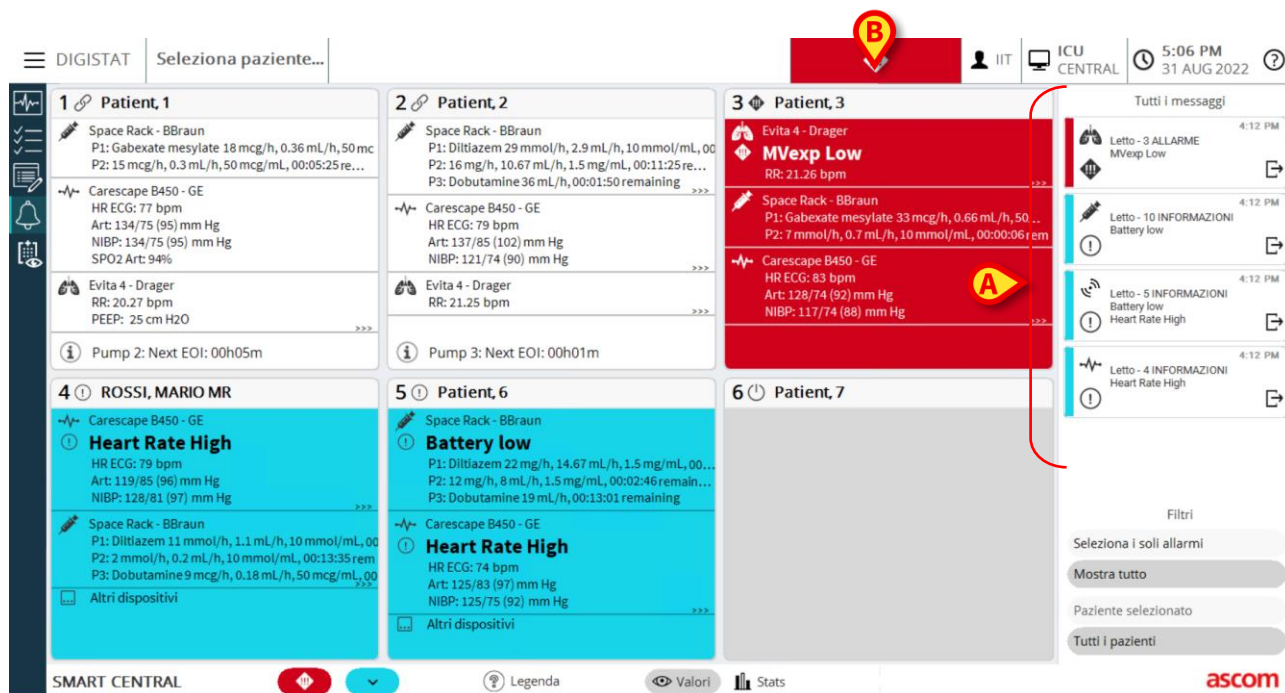 B
DIGISTAT
Seleziona paziente...
IIT
ICU
CENTRAL
5:06 PM
31 AUG 2022
?
1 Patient, 1
Space Rack - BBraun
P1: Gabexate mesylate 18 mcg/h, 0.36 mL/h, 50 mc
P2: 15 mcg/h, 0.3 mL/h, 50 mcg/mL, 00:05:25 re...
Carescape B450 - GE
HR ECG: 77 bpm
Art: 134/75 (95) mm Hg
NIBP: 134/75 (95) mm Hg
SPO2 Art: 94%
Evita 4 - Drager
RR: 20.27 bpm
PEEP: 25 cm H2O
>>>
Pump 2: Next EOI: 00h05m
2 Patient, 2
Space Rack - BBraun
P1: Diltiazem 29 mmol/h, 2.9 mL/h, 10 mmol/mL, 00
P2: 16 mg/h, 10.67 mL/h, 1.5 mg/mL, 00:11:25 re...
P3: Dobutamine 36 mL/h, 00:01:50 remaining
>>>
Carescape B450 - GE
HR ECG: 79 bpm
Art: 137/85 (102) mm Hg
NIBP: 121/74 (90) mm Hg
>>>
Evita 4 - Drager
RR: 21.25 bpm
>>>
Pump 3: Next EOI: 00h01m
3 Patient, 3
Evita 4 - Drager
MVexp Low
RR: 21.26 bpm
>>>
Space Rack - BBraun
P1: Gabexate mesylate 33 mcg/h, 0.66 mL/h, 50...
P2: 7 mmol/h, 0.7 mL/h, 10 mmol/mL, 00:00:06 rem
Carescape B450 - GE
HR ECG: 83 bpm
Art: 128/74 (92) mm Hg
NIBP: 117/74 (88) mm Hg
>>>
A
4 ROSSI, MARIO MR
Carescape B450 - GE
Heart Rate High
HR ECG: 79 bpm
Art: 119/85 (96) mm Hg
NIBP: 128/81 (97) mm Hg
>>>
Space Rack - BBraun
P1: Diltiazem 11 mmol/h, 1.1 mL/h, 10 mmol/mL, 00
P2: 2 mmol/h, 0.2 mL/h, 10 mmol/mL, 00:13:35 rem
P3: Dobutamine 9 mcg/h, 0.18 mL/h, 50 mcg/mL, 00
>>>
Altri dispositivi
5 Patient, 6
Space Rack - BBraun
Battery low
P1: Diltiazem 22 mg/h, 14.67 mL/h, 1.5 mg/mL, 00...
P2: 12 mg/h, 8 mL/h, 1.5 mg/mL, 00:02:46 remain...
P3: Dobutamine 19 mL/h, 00:13:01 remaining
Carescape B450 - GE
Heart Rate High
HR ECG: 74 bpm
Art: 125/83 (97) mm Hg
NIBP: 125/75 (92) mm Hg
>>>
Altri dispositivi
6 Patient, 7
Tutti i messaggi
4:12 PM
Letto - 3 ALLARME
MVexp Low
4:12 PM
Letto - 10 INFORMAZIONI
Battery low
4:12 PM
Letto - 5 INFORMAZIONI
Battery low
Heart Rate High
4:12 PM
Letto - 4 INFORMAZIONI
Heart Rate High
Filtri
Seleziona i soli allarmi
Mostra tutto
Paziente selezionato
Tutti i pazienti
SMART CENTRAL
Legenda
Valori
Stats
ascom